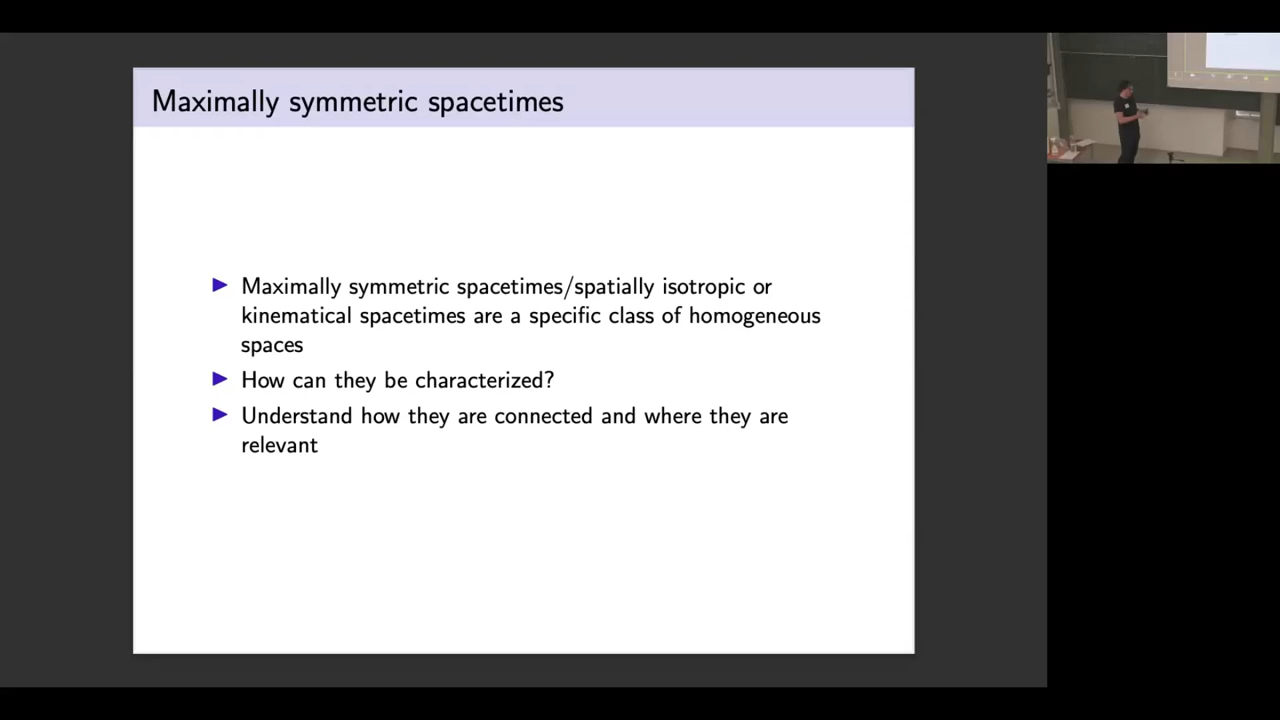 Maximally symmetric spacetimes
Maximally symmetric spacetimes/spatially isotropic or
kinematical spacetimes are a specific class of homogeneous
spaces
How can they be characterized?
Understand how they are connected and where they are
relevant